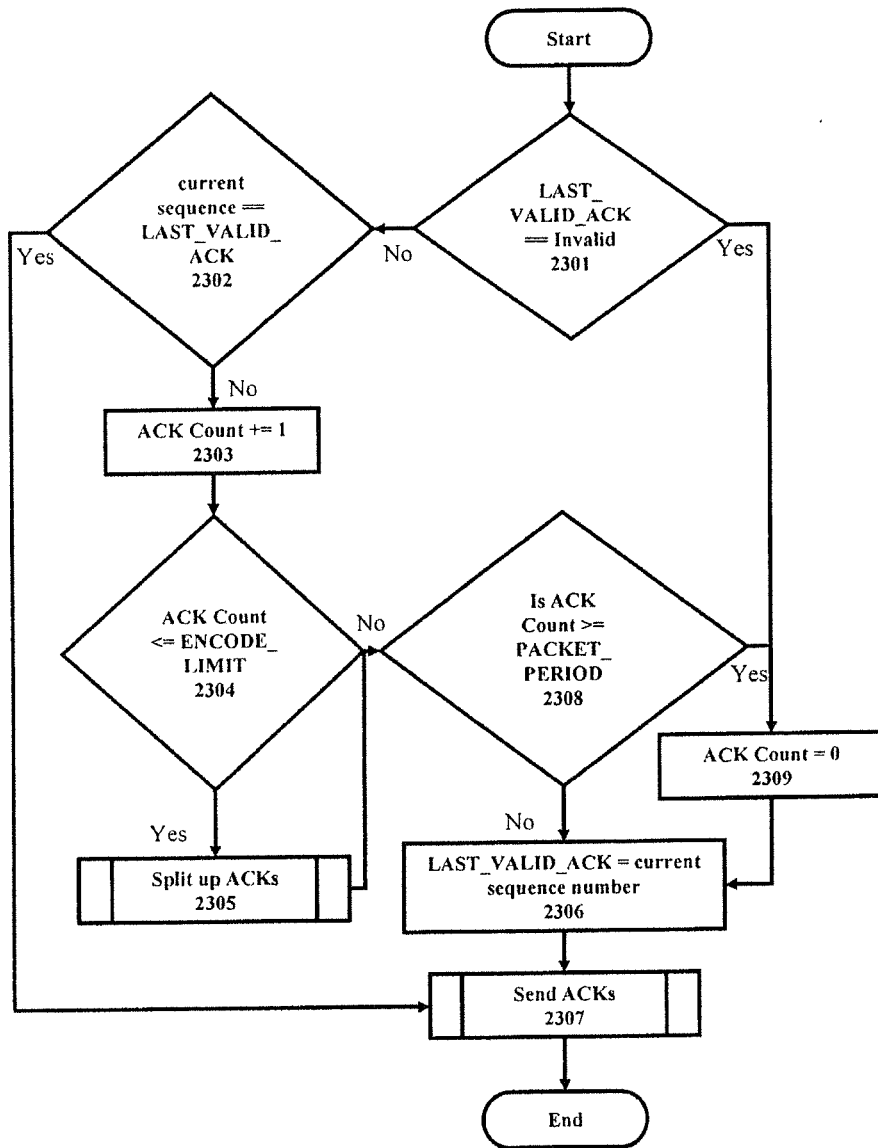 Start
LAST_
VALID_ACK
== Invalid
2301
No
Yes
current
sequence ==
LAST_VALID_
ACK
2302
Yes
No
ACK Count += 1
2303
ACK Count
<= ENCODE_
LIMIT
2304
No
Yes
Split up ACKs
2305
Is ACK
Count >=
PACKET_
PERIOD
2308
Yes
No
ACK Count = 0
2309
LAST_VALID_ACK = current
sequence number
2306
Send ACKs
2307
End